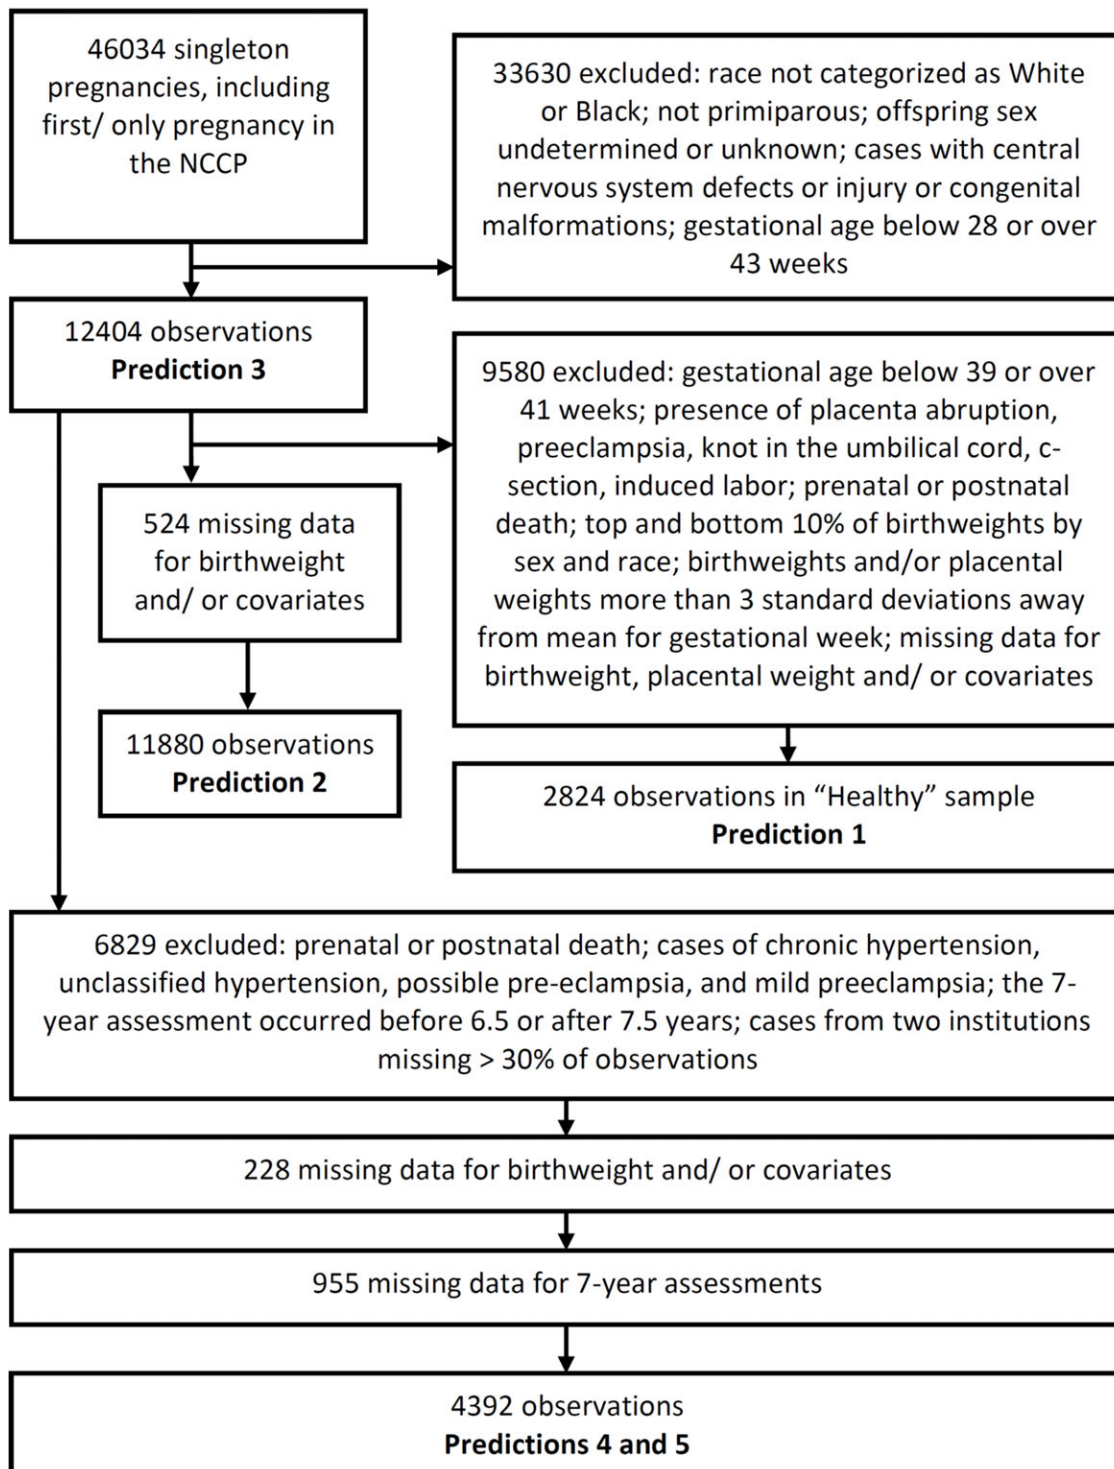 46034 singleton
pregnancies, including
first/ only pregnancy in
the NCCP
33630 excluded: race not categorized as White
or Black; not primiparous; offspring sex
undetermined or unknown; cases with central
nervous system defects or injury or congenital
malformations; gestational age below 28 or over
43 weeks
12404 observations
Prediction 3
9580 excluded: gestational age below 39 or over
41 weeks; presence of placenta abruption,
preeclampsia, knot in the umbilical cord, c-
section, induced labor; prenatal or postnatal
death; top and bottom 10% of birthweights by
sex and race; birthweights and/or placental
weights more than 3 standard deviations away
from mean for gestational week; missing data for
birthweight, placental weight and/ or covariates
524 missing data
for birthweight
and/ or covariates
11880 observations
Prediction 2
2824 observations in “Healthy” sample
Prediction 1
6829 excluded: prenatal or postnatal death; cases of chronic hypertension,
unclassified hypertension, possible pre-eclampsia, and mild preeclampsia; the 7-
year assessment occurred before 6.5 or after 7.5 years; cases from two institutions
missing > 30% of observations
228 missing data for birthweight and/ or covariates
955 missing data for 7-year assessments
4392 observations
Predictions 4 and 5